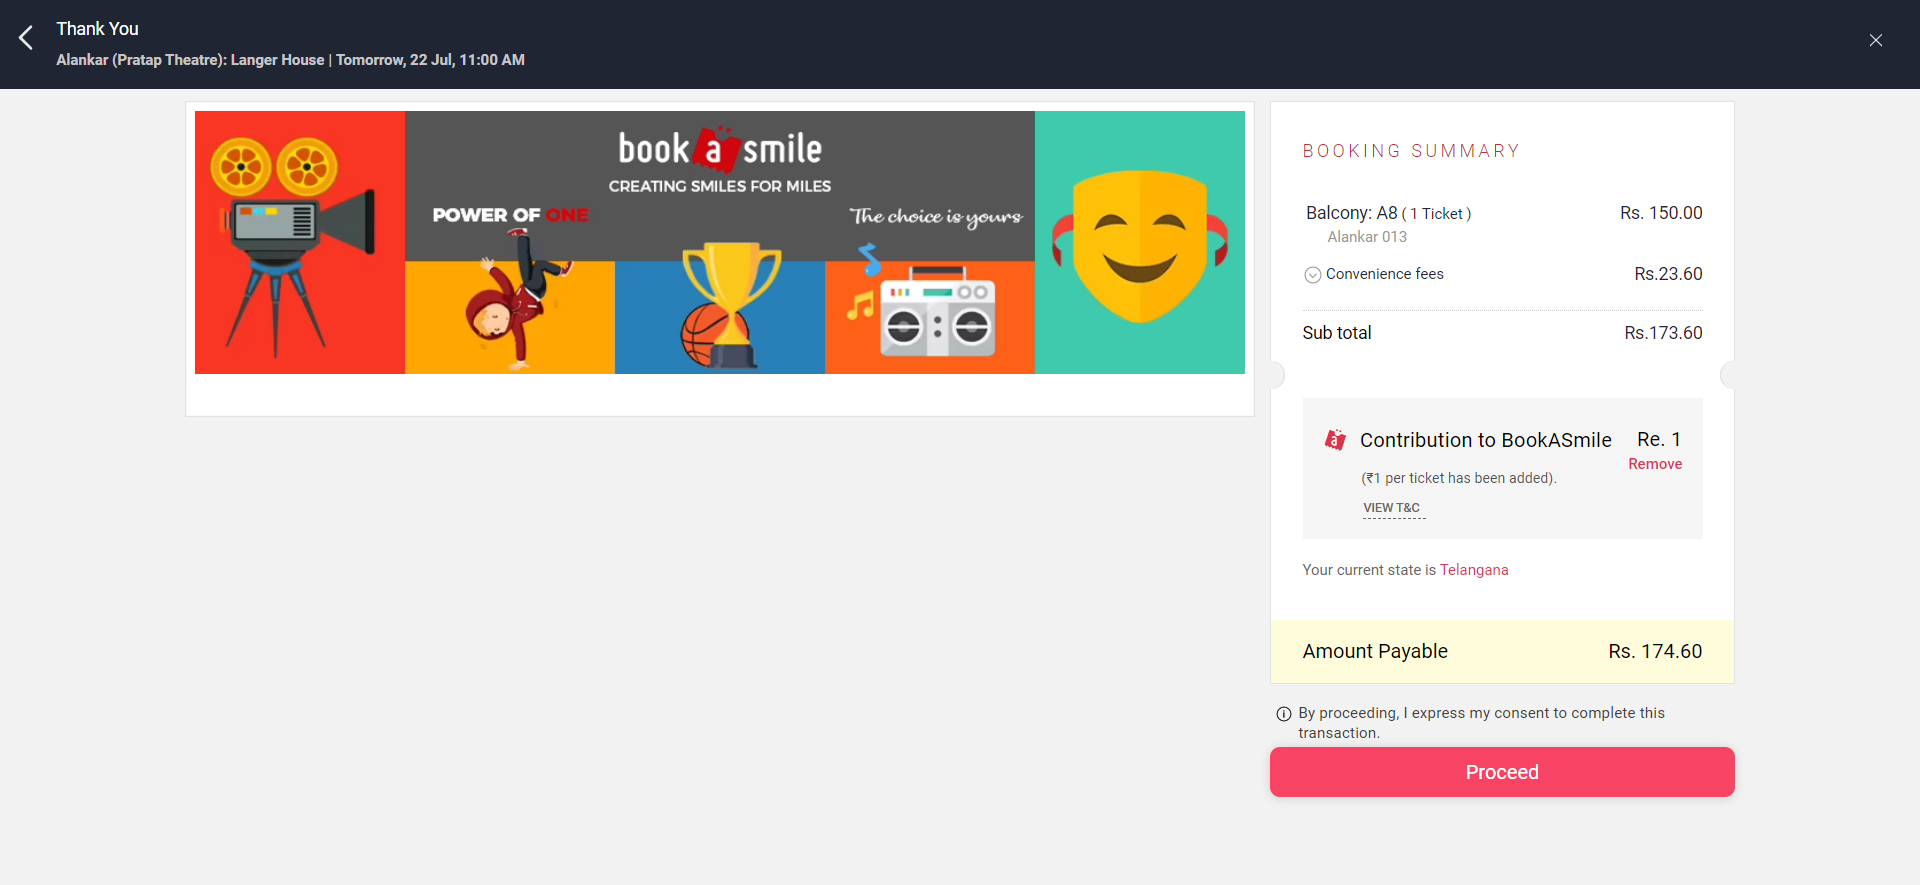 Thank You
Alankar (Pratap Theatre): Langer House | Tomorrow, 22 Jul, 11:00 AM
book a smile
CREATING SMILES FOR MILES
POWER OF ONE
The choice is yours
BOOKING SUMMARY
Balcony: A8 ( 1 Ticket ) Rs. 150.00
Alankar 013
Convenience fees Rs.23.60
Sub total Rs.173.60
a Contribution to BookASmile Re. 1
Remove
(₹1 per ticket has been added).
VIEW T&C
Your current state is Telangana
Amount Payable Rs. 174.60
By proceeding, I express my consent to complete this
transaction.
Proceed